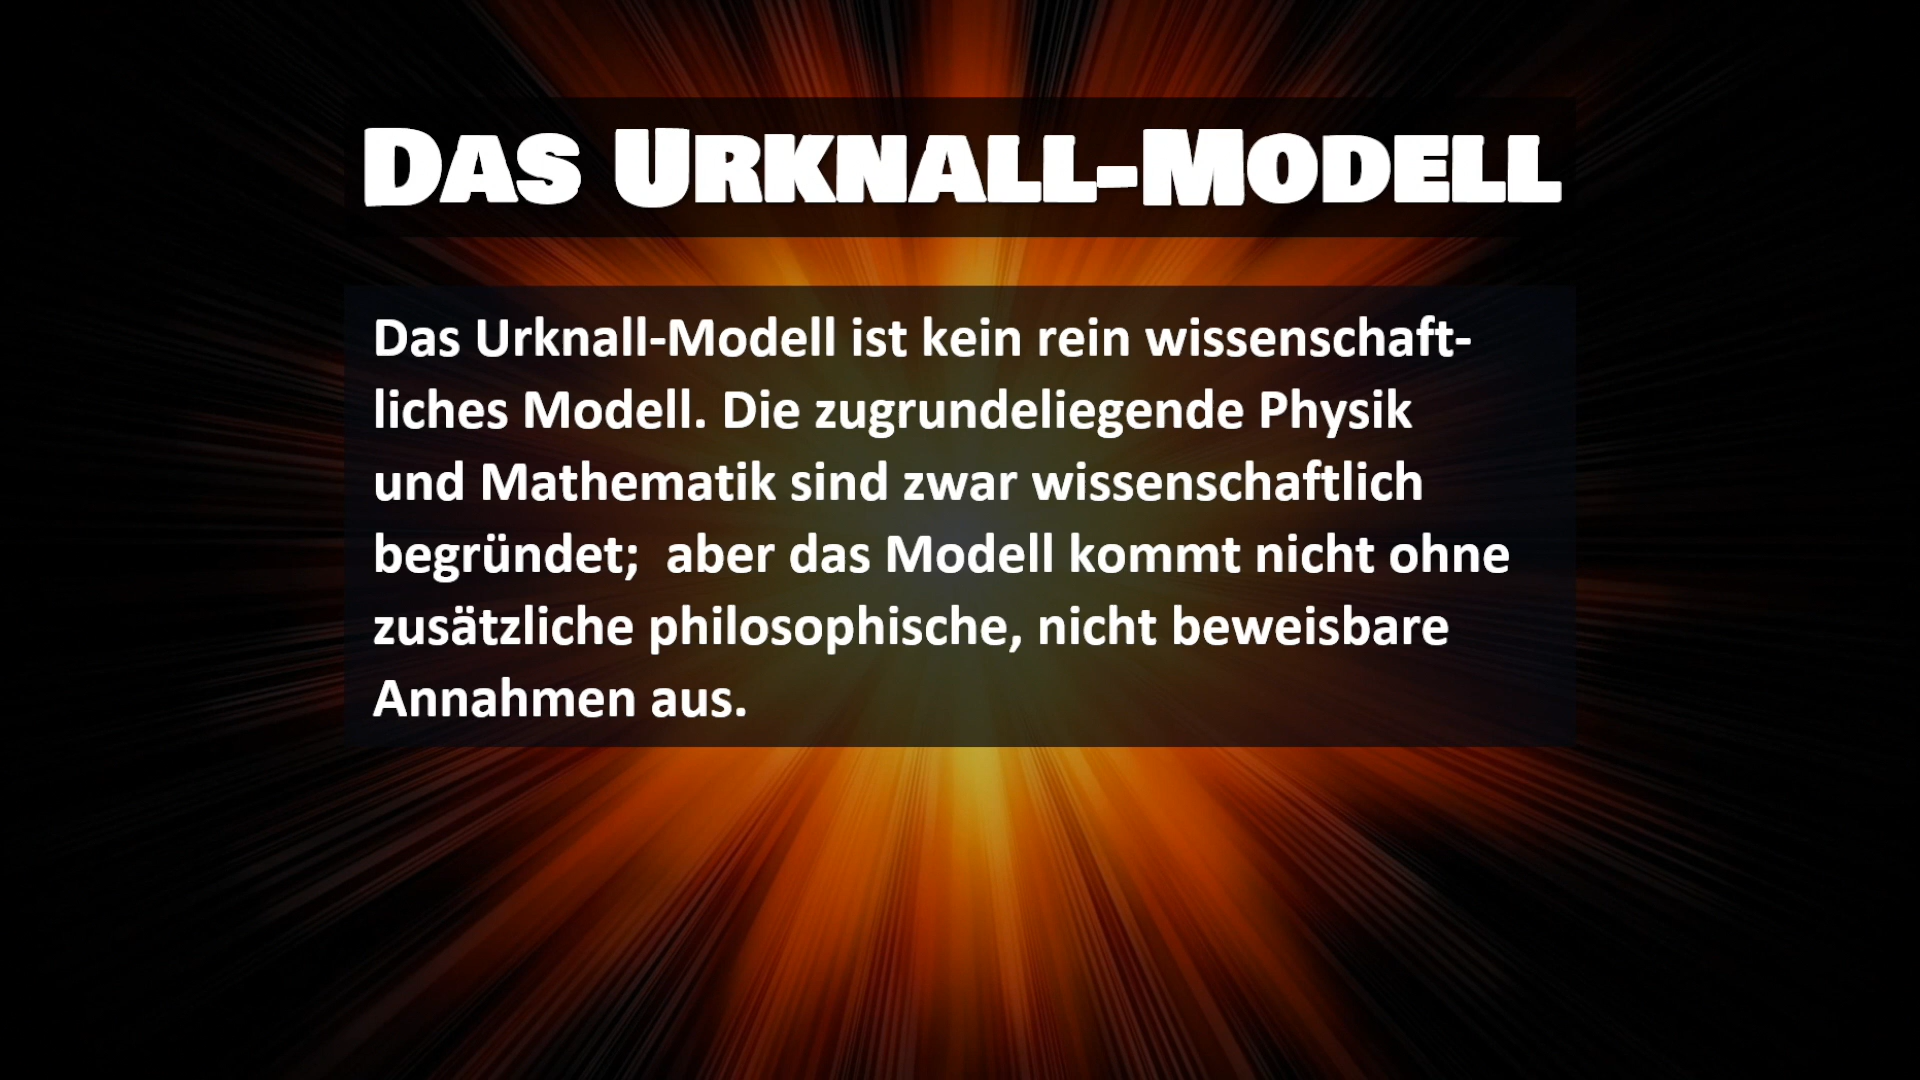 Das Urknall-Modell
Das Urknall-Modell ist kein rein wissenschaft-
liches Modell. Die zugrundeliegende Physik
und Mathematik sind zwar wissenschaftlich
begründet;  aber das Modell kommt nicht ohne
zusätzliche philosophische, nicht beweisbare
Annahmen aus.